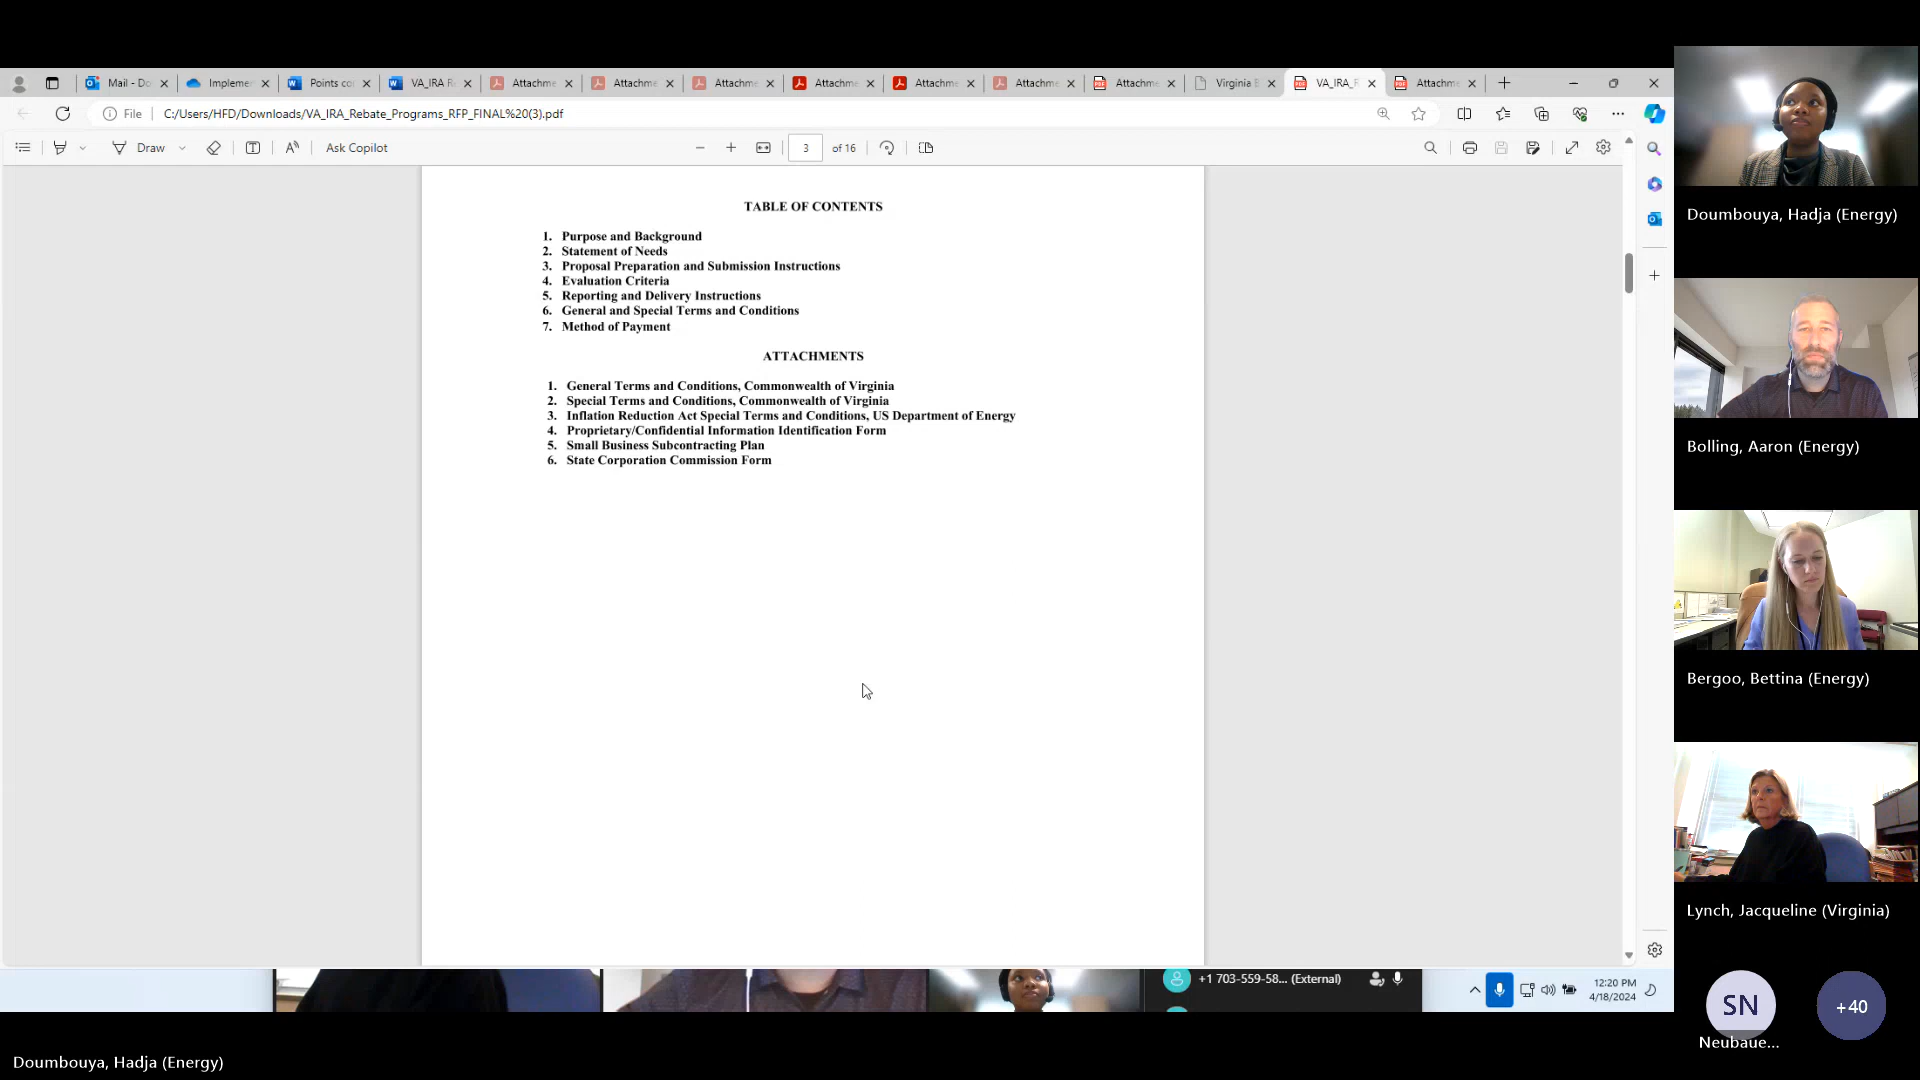 Mail - Do
Implemer
Points co
VA_IRA R
Attachme
Attachme
Attachme
Attachme
Attachme
Attachme
Attachme
Virginia
VA_IRA_
Attachme
File
C:/Users/HFD/Downloads/VA_IRA_Rebate_Programs_RFP_FINAL%20(3).pdf
Draw
Ask Copilot
3 of 16
TABLE OF CONTENTS
1. Purpose and Background
2. Statement of Needs
3. Proposal Preparation and Submission Instructions
4. Evaluation Criteria
5. Reporting and Delivery Instructions
6. General and Special Terms and Conditions
7. Method of Payment
ATTACHMENTS
1. General Terms and Conditions, Commonwealth of Virginia
2. Special Terms and Conditions, Commonwealth of Virginia
3. Inflation Reduction Act Special Terms and Conditions, US Department of Energy
4. Proprietary/Confidential Information Identification Form
5. Small Business Subcontracting Plan
6. State Corporation Commission Form
+1 703-559-58... (External)
12:20 PM
4/18/2024
Doumbouya, Hadja (Energy)
Bolling, Aaron (Energy)
Bergoo, Bettina (Energy)
Lynch, Jacqueline (Virginia)
SN
+40
Neubaue...
Doumbouya, Hadja (Energy)